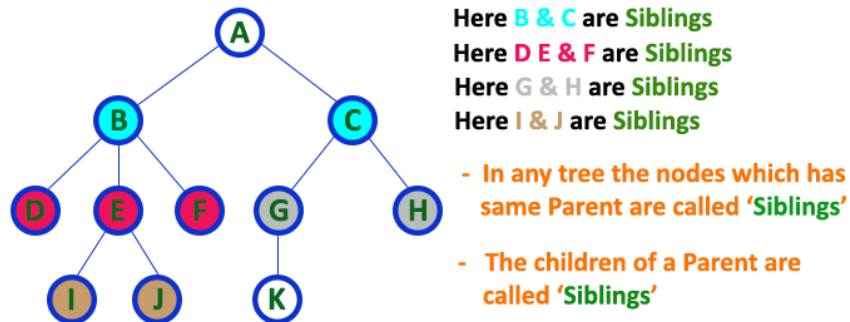 A
B
C
D
E
F
G
H
I
J
K
Here B & C are Siblings
Here D E & F are Siblings
Here G & H are Siblings
Here I & J are Siblings
- In any tree the nodes which has
same Parent are called ‘Siblings’
- The children of a Parent are
called ‘Siblings’